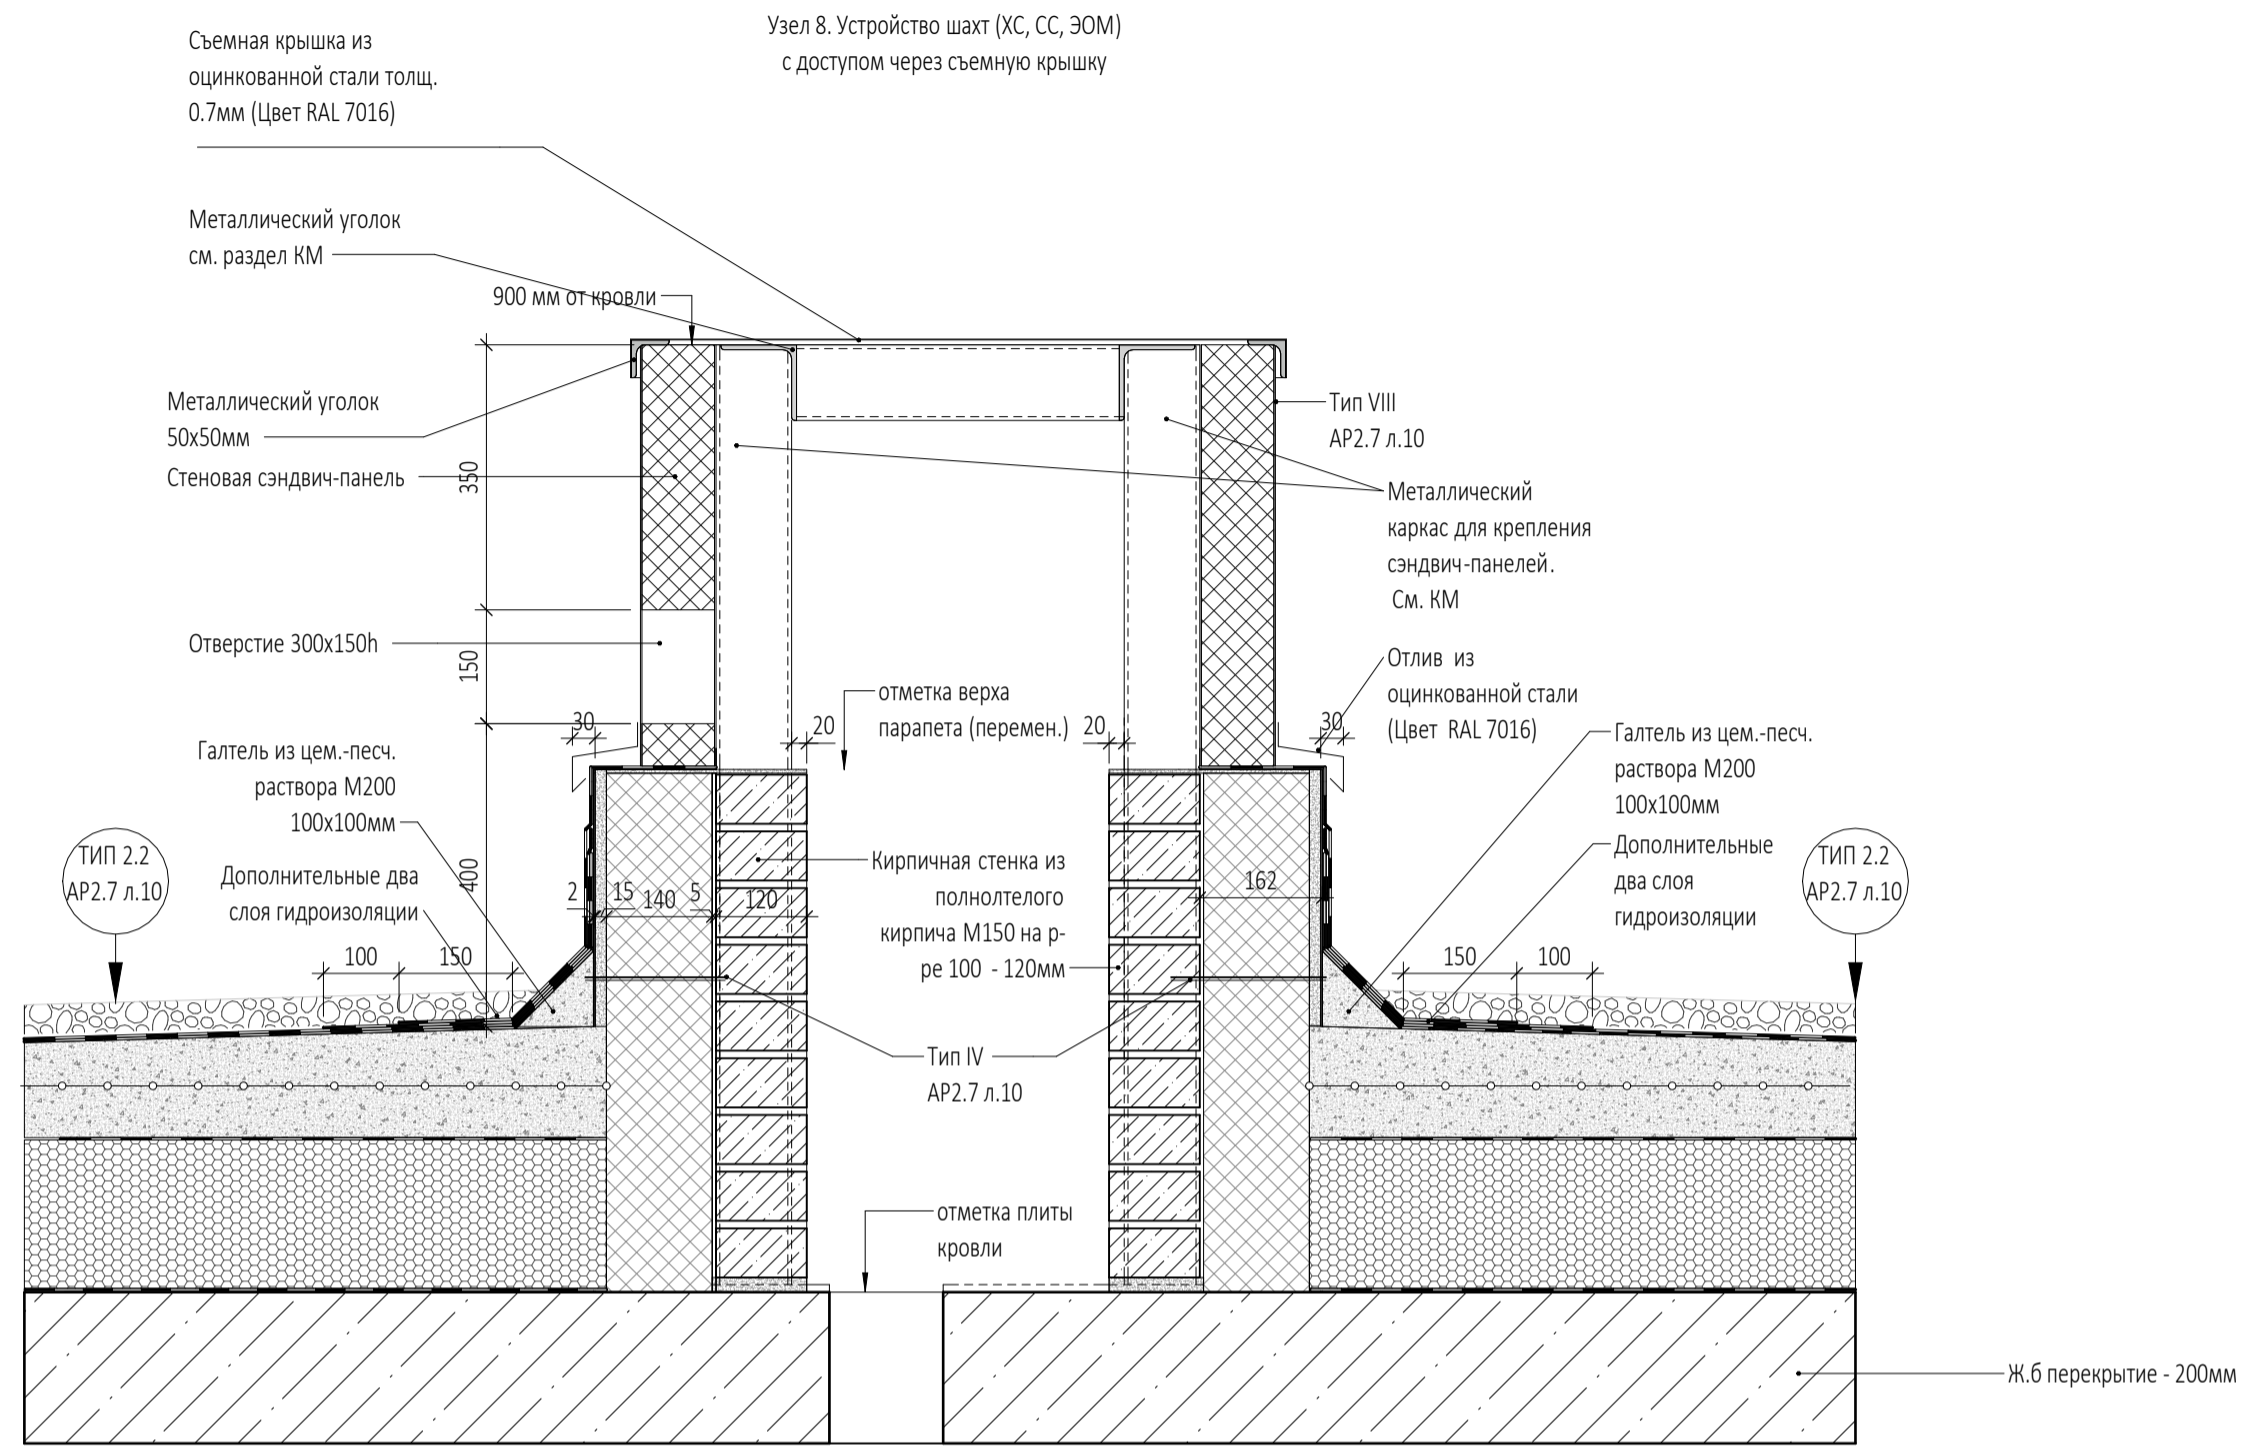 Узел 8. Устройство шахт (ХС, СС, ЭОМ)
с доступом через съемную крышку
Съемная крышка из
оцинкованной стали толщ.
0.7мм (Цвет RAL 7016)
Металлический уголок
см. раздел КМ
900 мм от кровли
Металлический уголок
50х50мм
Стеновая сэндвич-панель
350
Отверстие 300х150h
150
30
Галтель из цем.-песч.
раствора М200
100х100мм
ТИП 2.2
АР2.7 л.10
Дополнительные два
слоя гидроизоляции
400
100
150
2
15
140
5
120
20
отметка верха
парапета (перемен.)
20
Кирпичная стенка из
полнолтелого
кирпича М150 на р-
ре 100 - 120мм
Тип IV
АР2.7 л.10
отметка плиты
кровли
Тип VIII
АР2.7 л.10
Металлический
каркас для крепления
сэндвич-панелей.
См. КМ
Отлив из
оцинкованной стали
(Цвет RAL 7016)
30
162
Галтель из цем.-песч.
раствора М200
100х100мм
Дополнительные
два слоя
гидроизоляции
150
100
ТИП 2.2
АР2.7 л.10
Ж.б перекрытие - 200мм